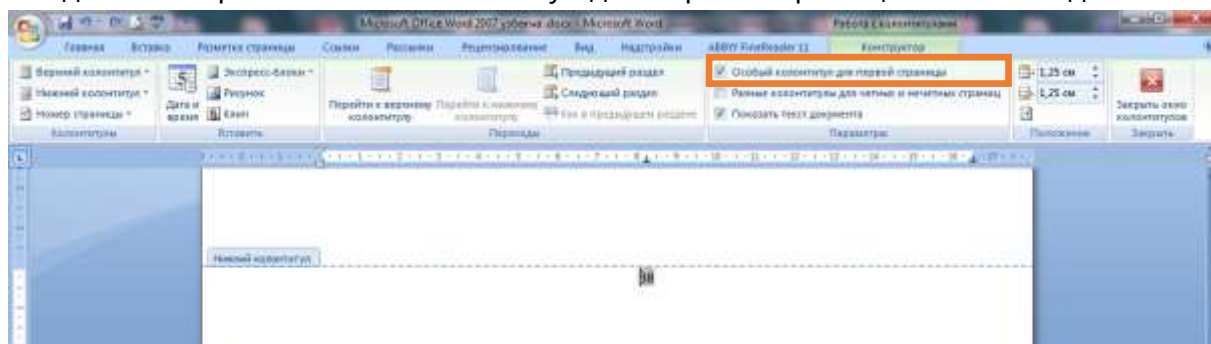 Microsoft Office Word 2007 учебеник .docx - Microsoft Word
Работа с колонтитулами
Главная Вставка Разметка страницы Ссылки Рассылки Рецензирование Вид Надстройки ABBYY FineReader 11 Конструктор
Верхний колонтитул
Нижний колонтитул
Номер страницы
Колонтитулы
5
Дата и время
Экспресс-блоки
Рисунок
Клип
Вставить
Перейти к верхнему колонтитулу
Перейти к нижнему колонтитулу
Предыдущий раздел
Следующий раздел
Как в предыдущем разделе
Переходы
Особый колонтитул для первой страницы
Разные колонтитулы для четных и нечетных страниц
Показать текст документа
Параметры
1,25 см
1,25 см
Положение
Закрыть окно колонтитулов
Закрыть
Нижний колонтитул